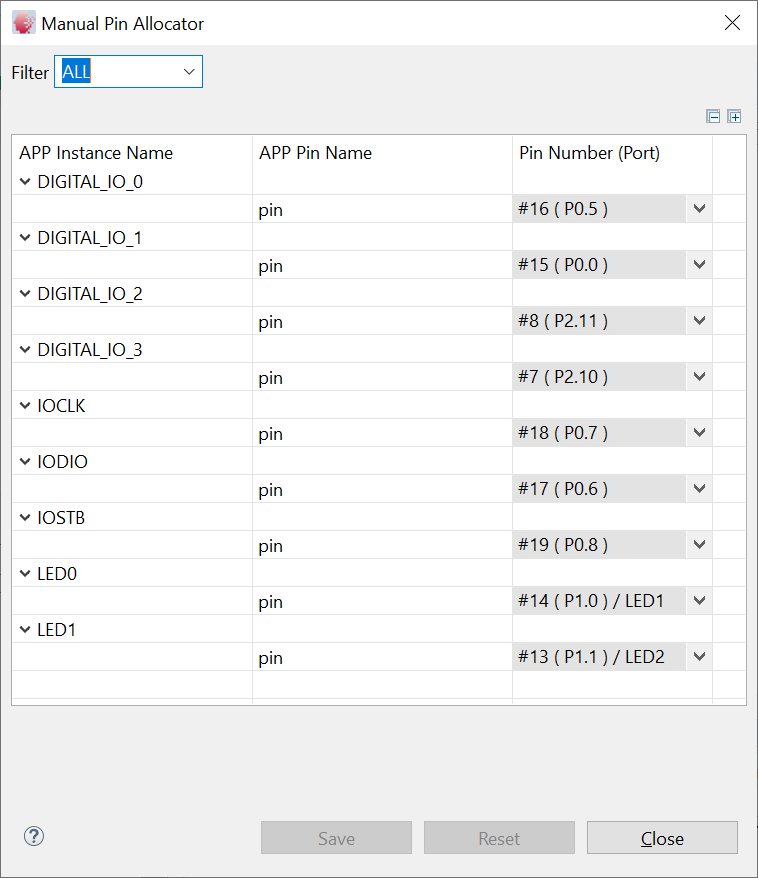 Manual Pin Allocator
Filter ALL
APP Instance Name APP Pin Name Pin Number (Port)
DIGITAL_IO_0
pin #16 ( P0.5 )
DIGITAL_IO_1
pin #15 ( P0.0 )
DIGITAL_IO_2
pin #8 ( P2.11 )
DIGITAL_IO_3
pin #7 ( P2.10 )
IOCLK
pin #18 ( P0.7 )
IODIO
pin #17 ( P0.6 )
IOSTB
pin #19 ( P0.8 )
LED0
pin #14 ( P1.0 ) / LED1
LED1
pin #13 ( P1.1 ) / LED2
? Save Reset Close